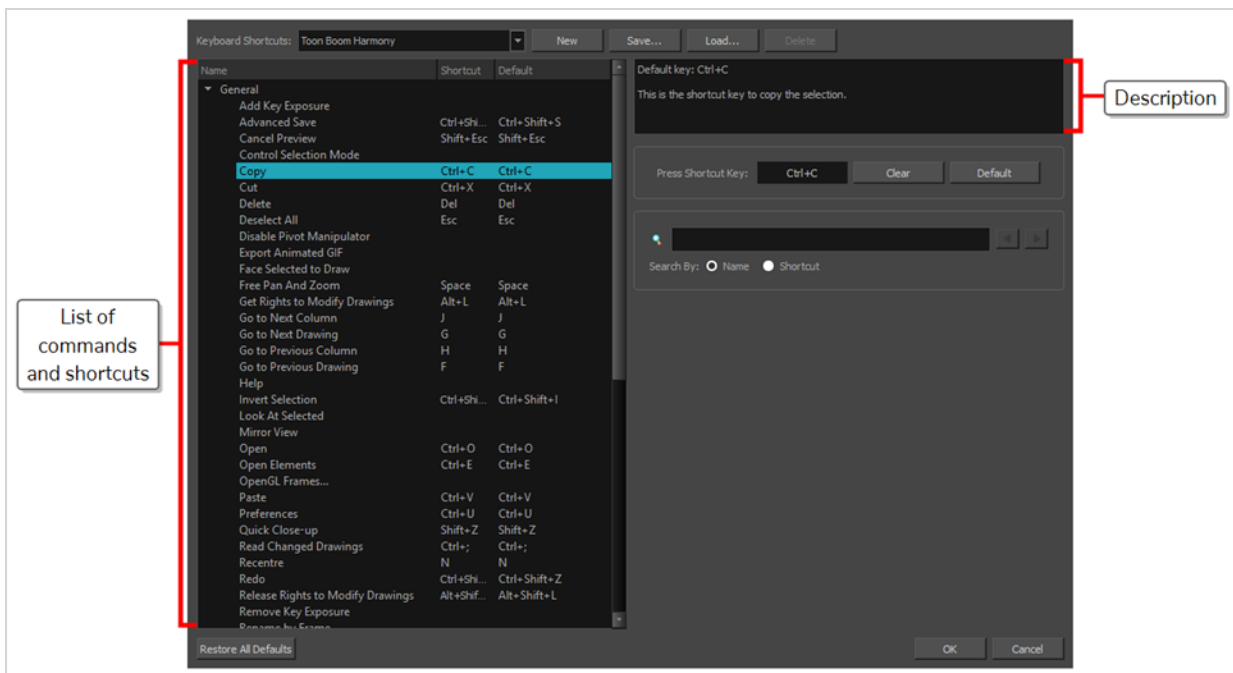 Keyboard Shortcuts: Toon Boom Harmony New Save... Load... Delete
Name Shortcut Default
General
Add Key Exposure
Advanced Save Ctrl+Shi... Ctrl+Shift+S
Cancel Preview Shift+Esc Shift+Esc
Control Selection Mode
Copy Ctrl+C Ctrl+C
Cut Ctrl+X Ctrl+X
Delete Del Del
Deselect All Esc Esc
Disable Pivot Manipulator
Export Animated GIF
Face Selected to Draw
Free Pan And Zoom Space Space
Get Rights to Modify Drawings Alt+L Alt+L
Go to Next Column J J
Go to Next Drawing G G
Go to Previous Column H H
Go to Previous Drawing F F
Help
Invert Selection Ctrl+Shi... Ctrl+Shift+I
Look At Selected
Mirror View
Open Ctrl+O Ctrl+O
Open Elements Ctrl+E Ctrl+E
OpenGL Frames...
Paste Ctrl+V Ctrl+V
Preferences Ctrl+U Ctrl+U
Quick Close-up Shift+Z Shift+Z
Read Changed Drawings Ctrl+; Ctrl+;
Recentre N N
Redo Ctrl+Shi... Ctrl+Shift+Z
Release Rights to Modify Drawings Alt+Shif... Alt+Shift+L
Remove Key Exposure
Rename by Frame
Default key: Ctrl+C
This is the shortcut key to copy the selection.
Press Shortcut Key: Ctrl+C Clear Default
Search By: Name Shortcut
Restore All Defaults OK Cancel
List of
commands
and shortcuts
Description